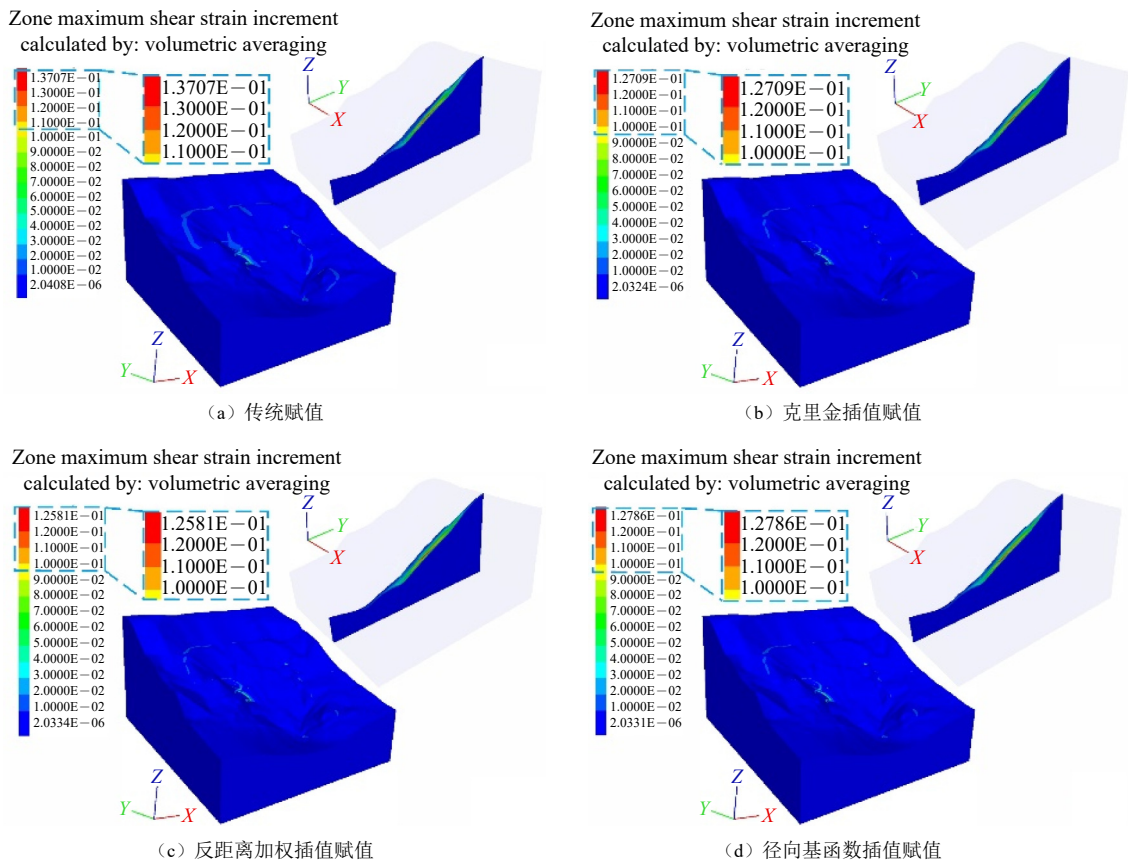 Zone maximum shear strain increment
calculated by: volumetric averaging
1.3707E−01
1.3000E−01
1.2000E−01
1.1000E−01
1.0000E−01
9.0000E−02
8.0000E−02
7.0000E−02
6.0000E−02
5.0000E−02
4.0000E−02
3.0000E−02
2.0000E−02
1.0000E−02
2.0408E−06
1.3707E−01
1.3000E−01
1.2000E−01
1.1000E−01
Z
Y
X
Z
Y
X
（a）传统赋值
Zone maximum shear strain increment
calculated by: volumetric averaging
1.2709E−01
1.2000E−01
1.1000E−01
1.0000E−01
9.0000E−02
8.0000E−02
7.0000E−02
6.0000E−02
5.0000E−02
4.0000E−02
3.0000E−02
2.0000E−02
1.0000E−02
2.0324E−06
1.2709E−01
1.2000E−01
1.1000E−01
1.0000E−01
Z
Y
X
Z
Y
X
（b）克里金插值赋值
Zone maximum shear strain increment
calculated by: volumetric averaging
1.2581E−01
1.2000E−01
1.1000E−01
1.0000E−01
9.0000E−02
8.0000E−02
7.0000E−02
6.0000E−02
5.0000E−02
4.0000E−02
3.0000E−02
2.0000E−02
1.0000E−02
2.0334E−06
1.2581E−01
1.2000E−01
1.1000E−01
1.0000E−01
Z
Y
X
Z
Y
X
（c）反距离加权插值赋值
Zone maximum shear strain increment
calculated by: volumetric averaging
1.2786E−01
1.2000E−01
1.1000E−01
1.0000E−01
9.0000E−02
8.0000E−02
7.0000E−02
6.0000E−02
5.0000E−02
4.0000E−02
3.0000E−02
2.0000E−02
1.0000E−02
2.0331E−06
1.2786E−01
1.2000E−01
1.1000E−01
1.0000E−01
Z
Y
X
Z
Y
X
（d）径向基函数插值赋值